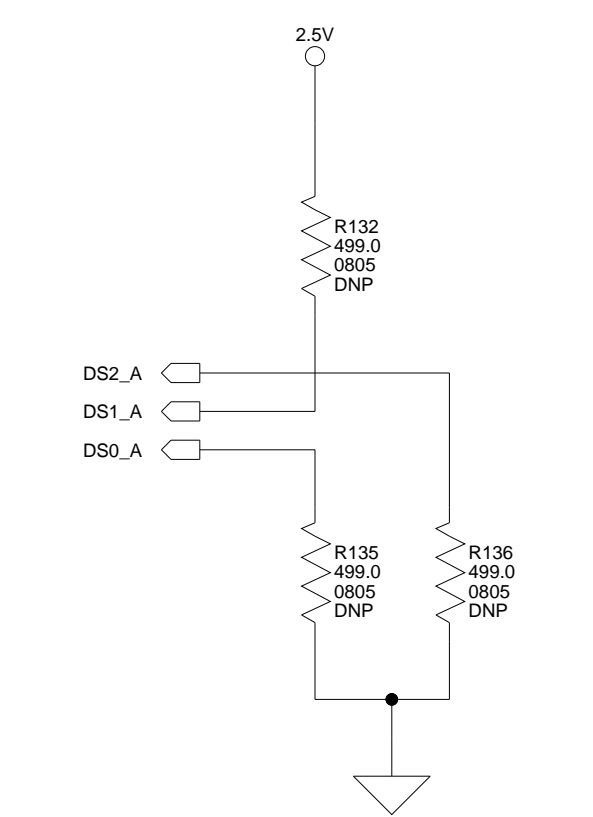 2.5V
R132
499.0
0805
DNP
DS2_A
DS1_A
DS0_A
R135
499.0
0805
DNP
R136
499.0
0805
DNP